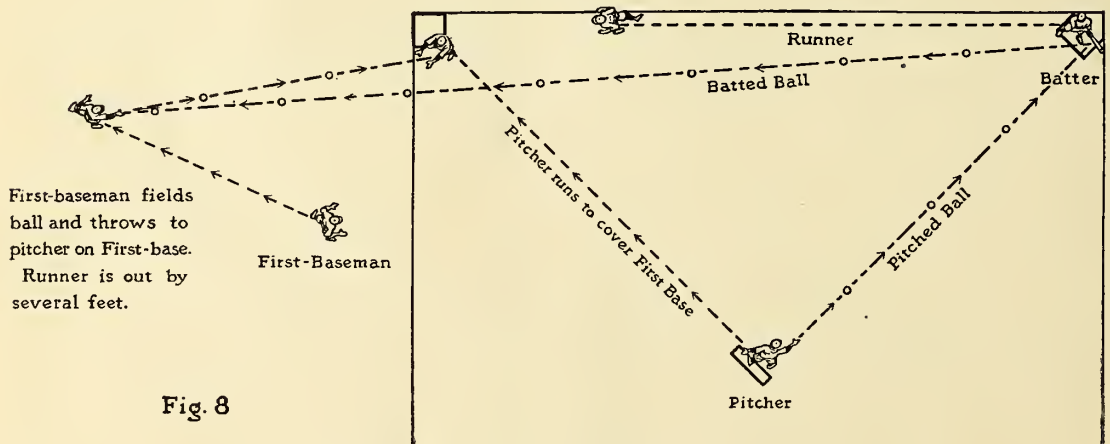 Runner
Batted Ball
Batter
Pitcher runs to cover First Base
Pitched Ball
First-baseman fields
ball and throws to
pitcher on First-base.
Runner is out by
several feet.
First-Baseman
Pitcher
Fig. 8